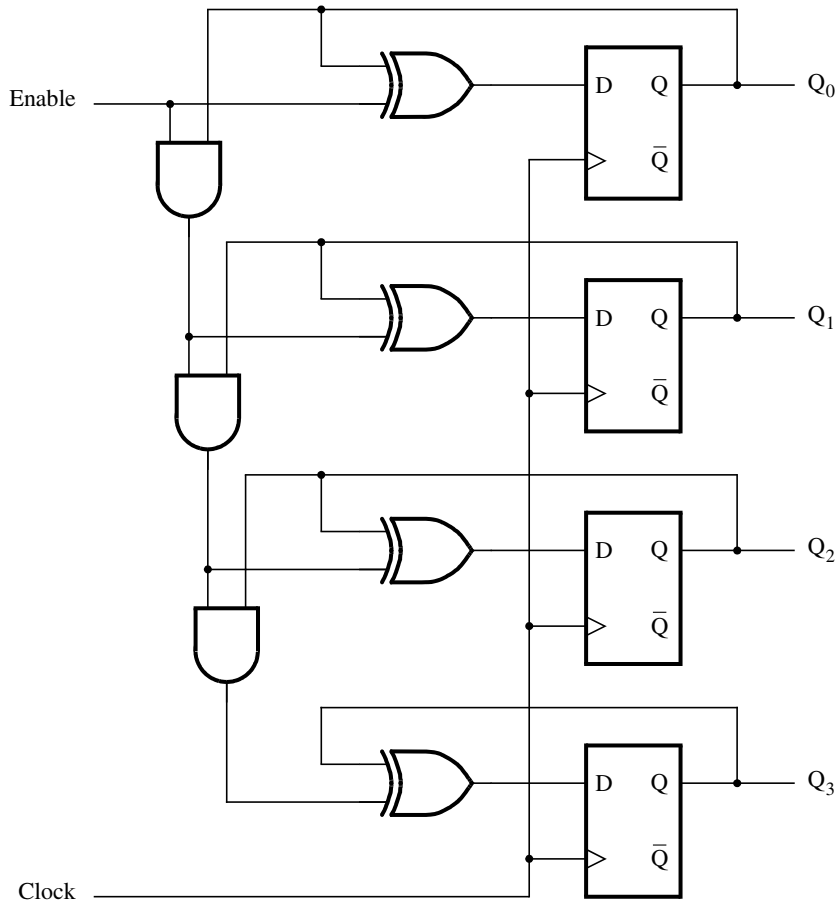 Enable
D Q Q0
Q̅
D Q Q1
Q̅
D Q Q2
Q̅
D Q Q3
Q̅
Clock